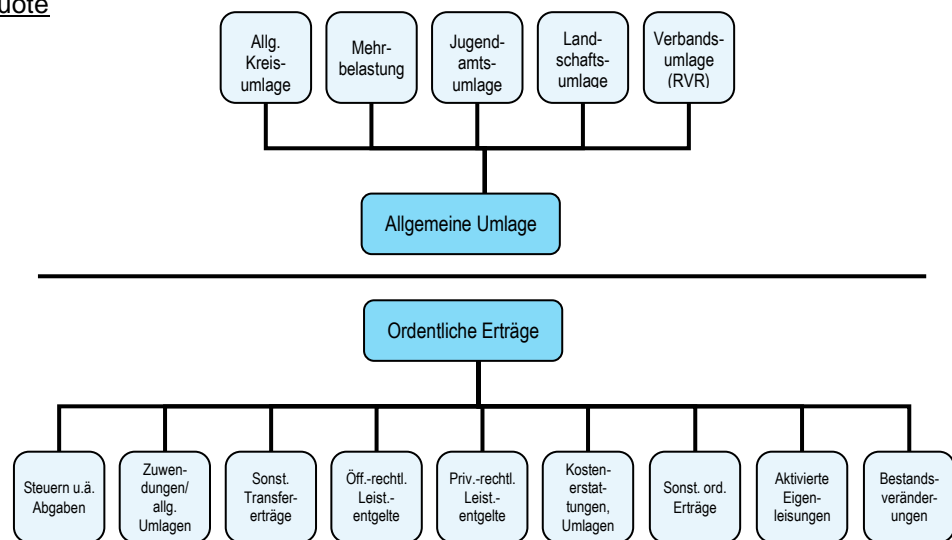 uote
Allg.
Kreis-
umlage
Mehr-
belastung
Jugend-
amts-
umlage
Land-
schafts-
umlage
Verbands-
umlage
(RVR)
Allgemeine Umlage
Ordentliche Erträge
Steuern u.ä.
Abgaben
Zuwen-
dungen/
allg.
Umlagen
Sonst.
Transfer-
erträge
Öff.-rechtl.
Leist.-
entgelte
Priv.-rechtl.
Leist.-
entgelte
Kosten-
erstat-
tungen,
Umlagen
Sonst. ord.
Erträge
Aktivierte
Eigen-
leisungen
Bestands-
veränder-
ungen